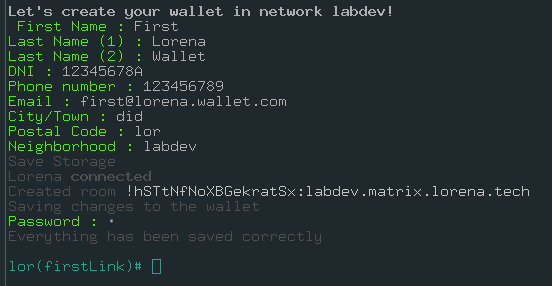 Let's create your wallet in network labdev!
First Name : First
Last Name (1) : Lorena
Last Name (2) : Wallet
DNI : 12345678A
Phone number : 123456789
Email : first@lorena.wallet.com
City/Town : did
Postal Code : lor
Neighborhood : labdev
Save Storage
Lorena connected
Created room !hSTtNfNoXBGekratSx:labdev.matrix.lorena.tech
Saving changes to the wallet
Password : *
Everything has been saved correctly
lor(firstLink)#